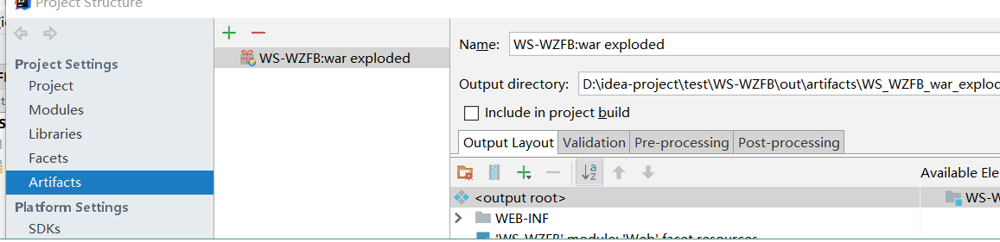 Project Structure
Project Settings
Project
Modules
Libraries
Facets
Artifacts
Platform Settings
SDKs
WS-WZFB:war exploded
Name: WS-WZFB:war exploded
Output directory: D:\idea-project\test\WS-WZFB\out\artifacts\WS_WZFB_war_explod
Include in project build
Output Layout Validation Pre-processing Post-processing
Available Ele
<output root>
WS-W
WEB-INF
'WS-WZFB' module: 'Web' facet resources